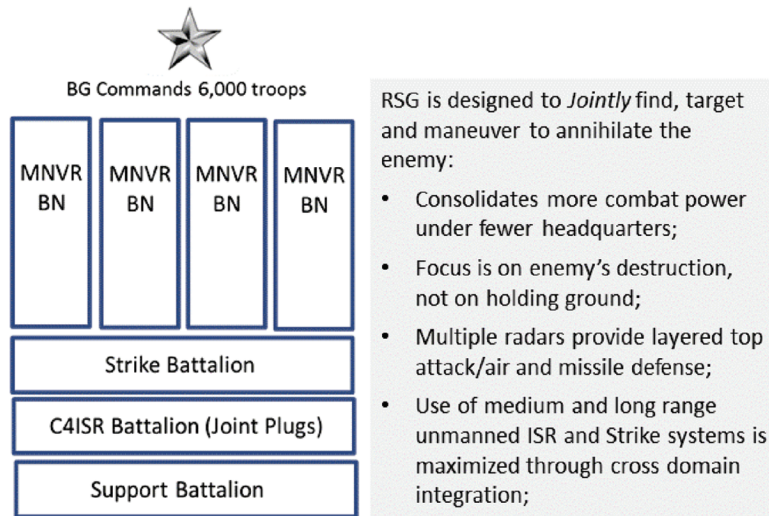 BG Commands 6,000 troops
MNVR
BN
MNVR
BN
MNVR
BN
MNVR
BN
Strike Battalion
C4ISR Battalion (Joint Plugs)
Support Battalion
RSG is designed to Jointly find, target
and maneuver to annihilate the
enemy:
• Consolidates more combat power
under fewer headquarters;
• Focus is on enemy's destruction,
not on holding ground;
• Multiple radars provide layered top
attack/air and missile defense;
• Use of medium and long range
unmanned ISR and Strike systems is
maximized through cross domain
integration;